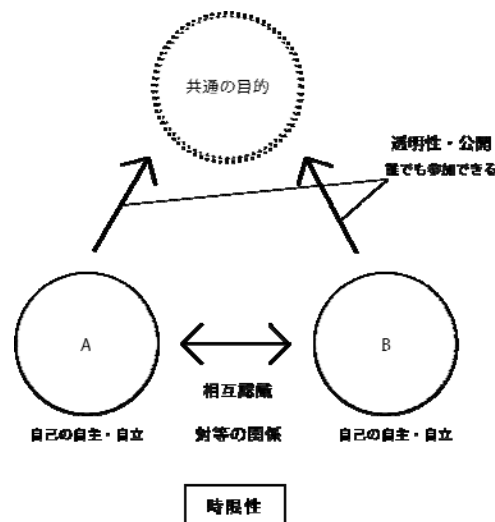 共通の目的
透明性・公開
誰でも参加できる
A
B
相互認識
自己の自主・自立
対等の関係
自己の自主・自立
時限性